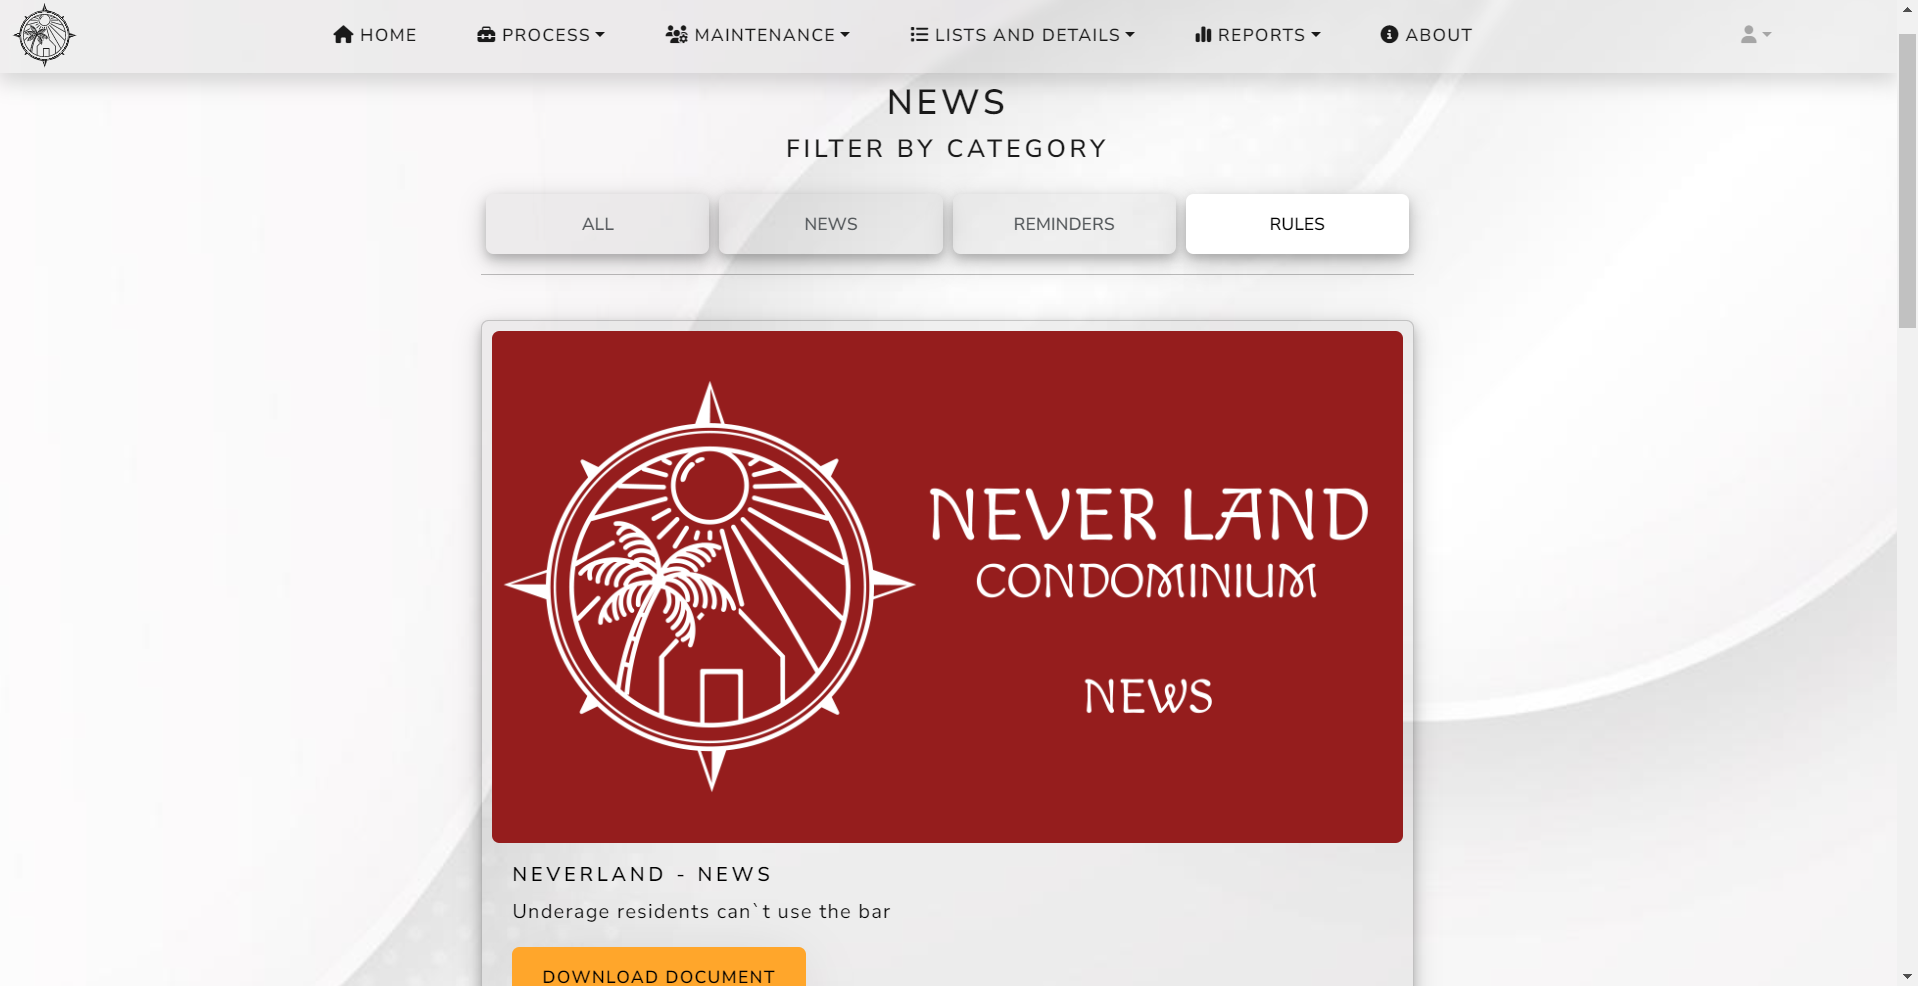 HOME PROCESS MAINTENANCE LISTS AND DETAILS REPORTS ABOUT
NEWS
FILTER BY CATEGORY
ALL NEWS REMINDERS RULES
NEVER LAND
CONDOMINIUM
NEWS
NEVERLAND - NEWS
Underage residents can`t use the bar
DOWNLOAD DOCUMENT